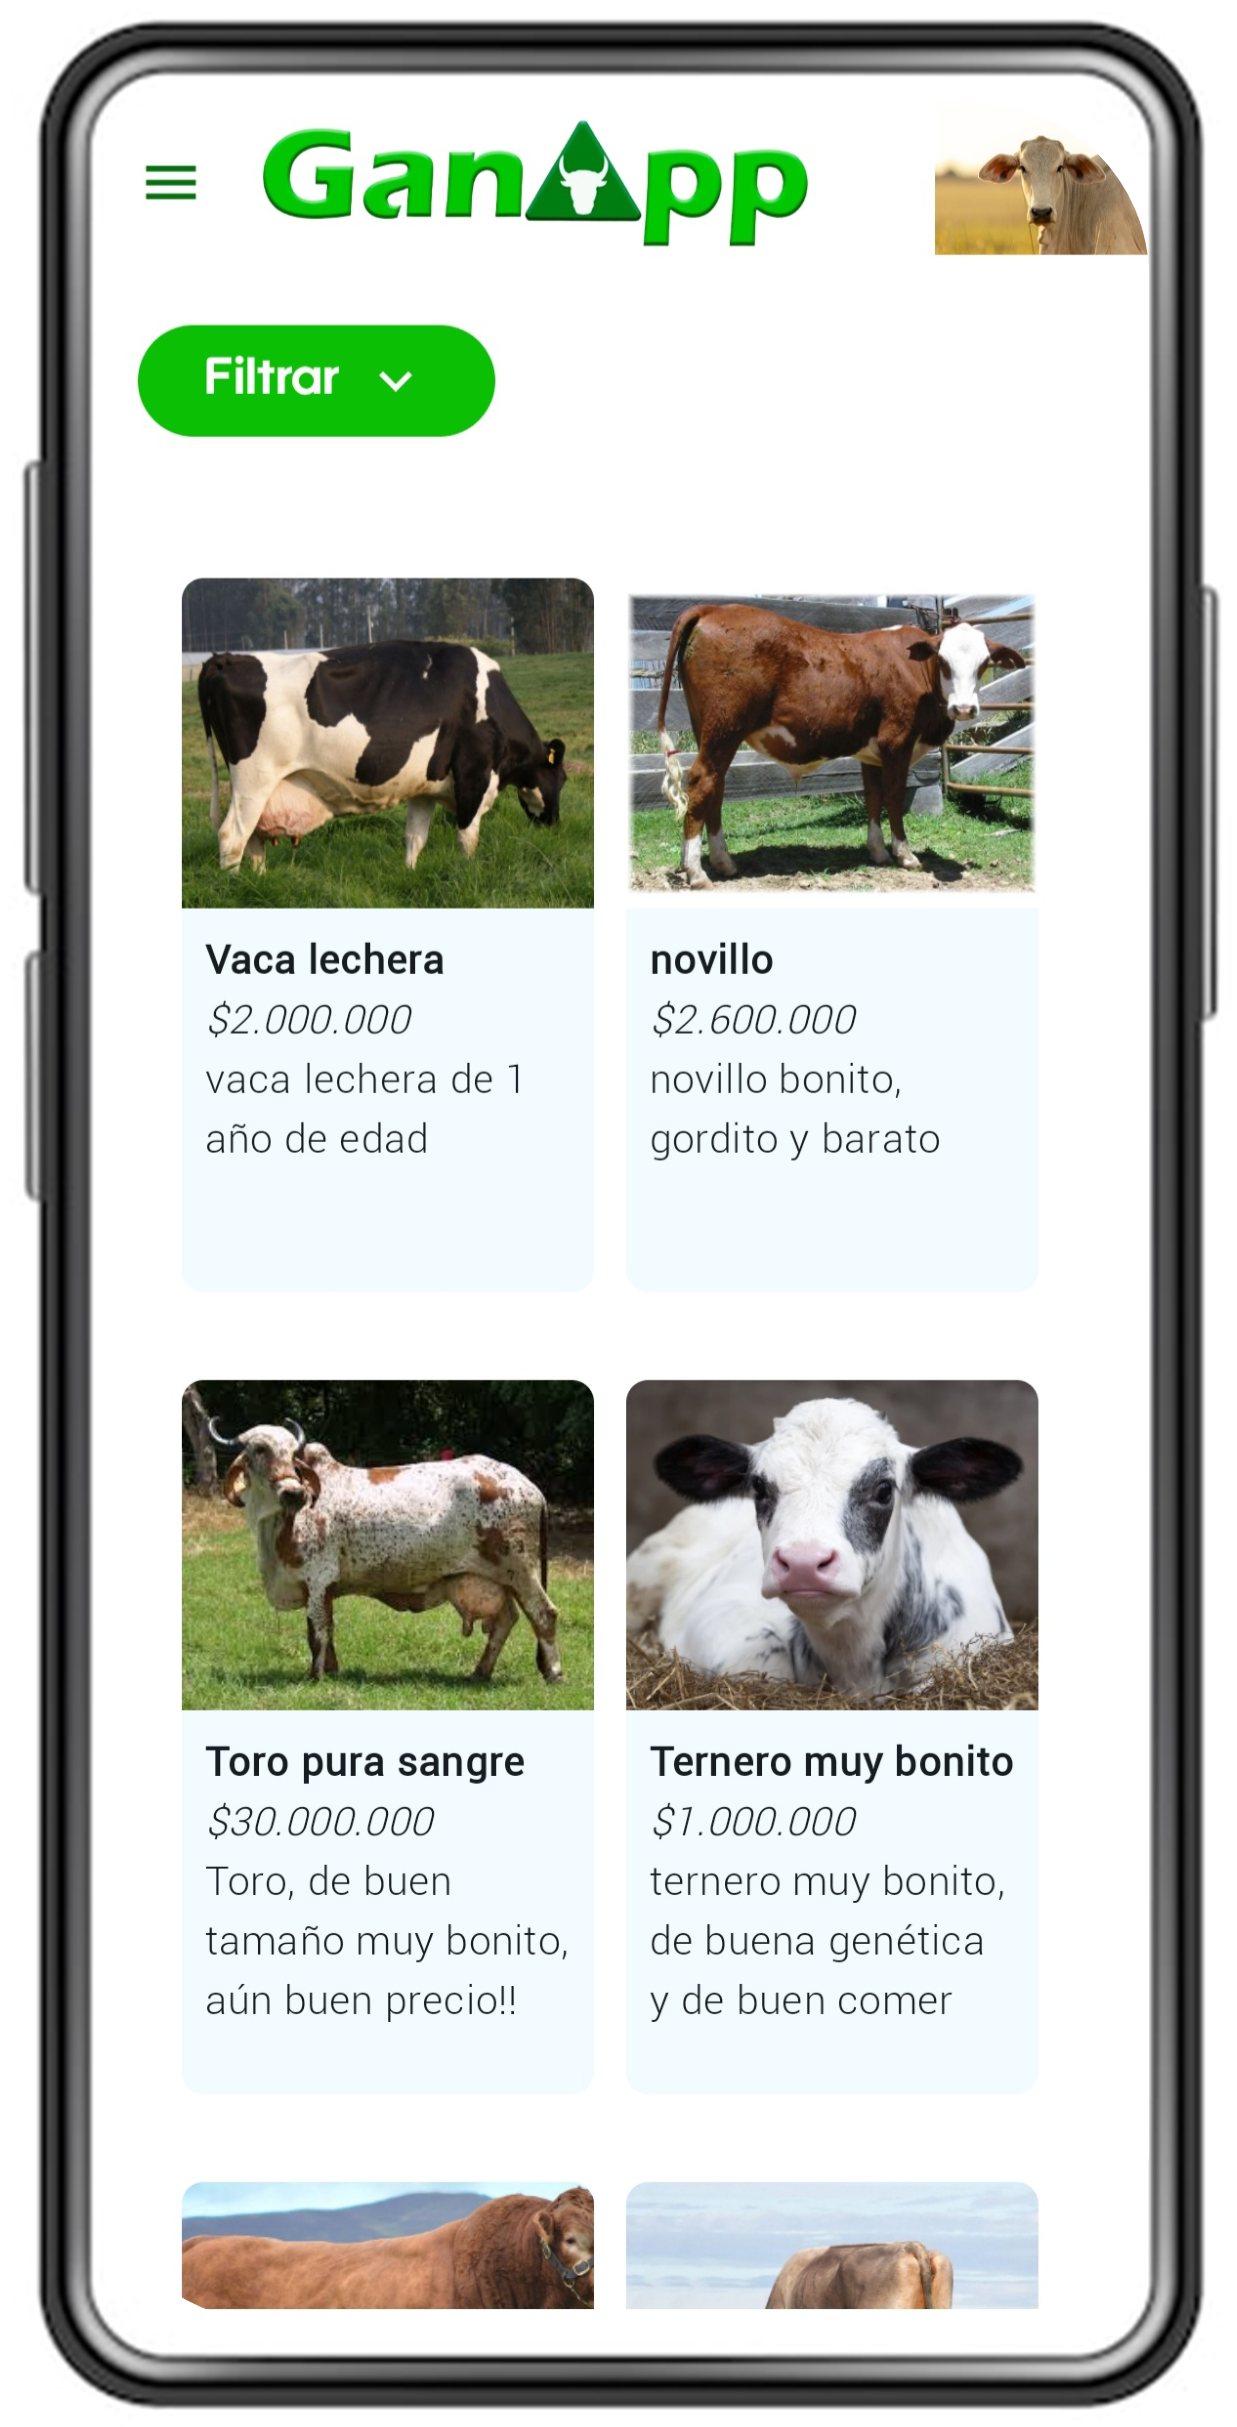 GanApp
Filtrar
Vaca lechera
$2.000.000
vaca lechera de 1
año de edad
novillo
$2.600.000
novillo bonito,
gordito y barato
Toro pura sangre
$30.000.000
Toro, de buen
tamaño muy bonito,
aún buen precio!!
Ternero muy bonito
$1.000.000
ternero muy bonito,
de buena genética
y de buen comer